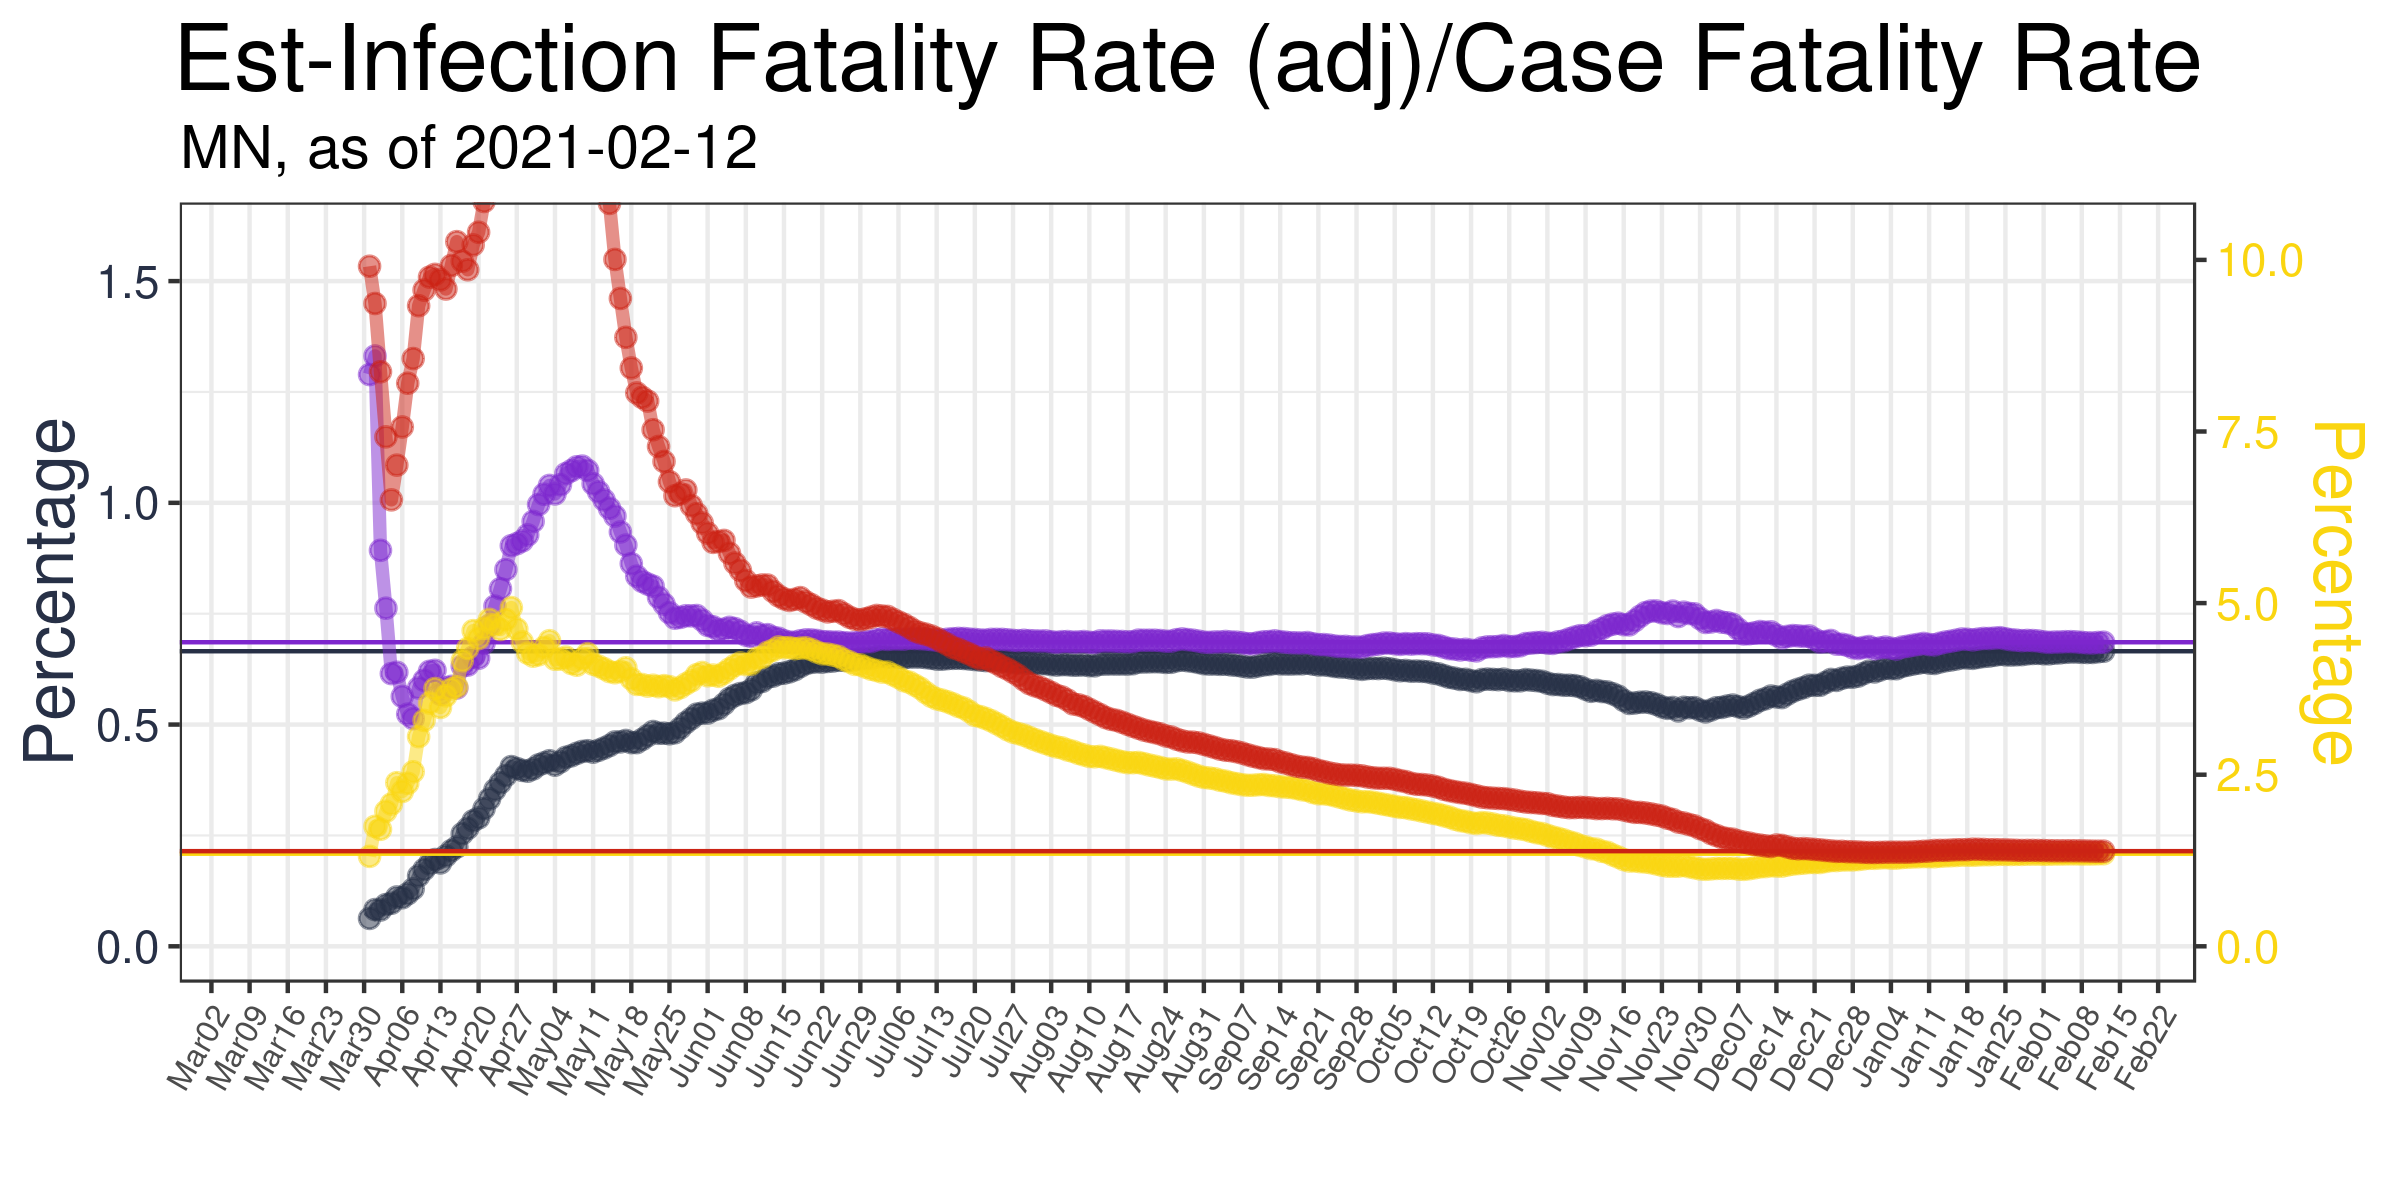 Est-Infection Fatality Rate (adj)/Case Fatality Rate
MN, as of 2021-02-12
Percentage
1.5
1.0
0.5
0.0
10.0
7.5
5.0
2.5
0.0
Percentage
Mar02
Mar09
Mar16
Mar23
Mar30
Apr06
Apr13
Apr20
Apr27
May04
May11
May18
May25
Jun01
Jun08
Jun15
Jun22
Jun29
Jul06
Jul13
Jul20
Jul27
Aug03
Aug10
Aug17
Aug24
Aug31
Sep07
Sep14
Sep21
Sep28
Oct05
Oct12
Oct19
Oct26
Nov02
Nov09
Nov16
Nov23
Nov30
Dec07
Dec14
Dec21
Dec28
Jan04
Jan11
Jan18
Jan25
Feb01
Feb08
Feb15
Feb22